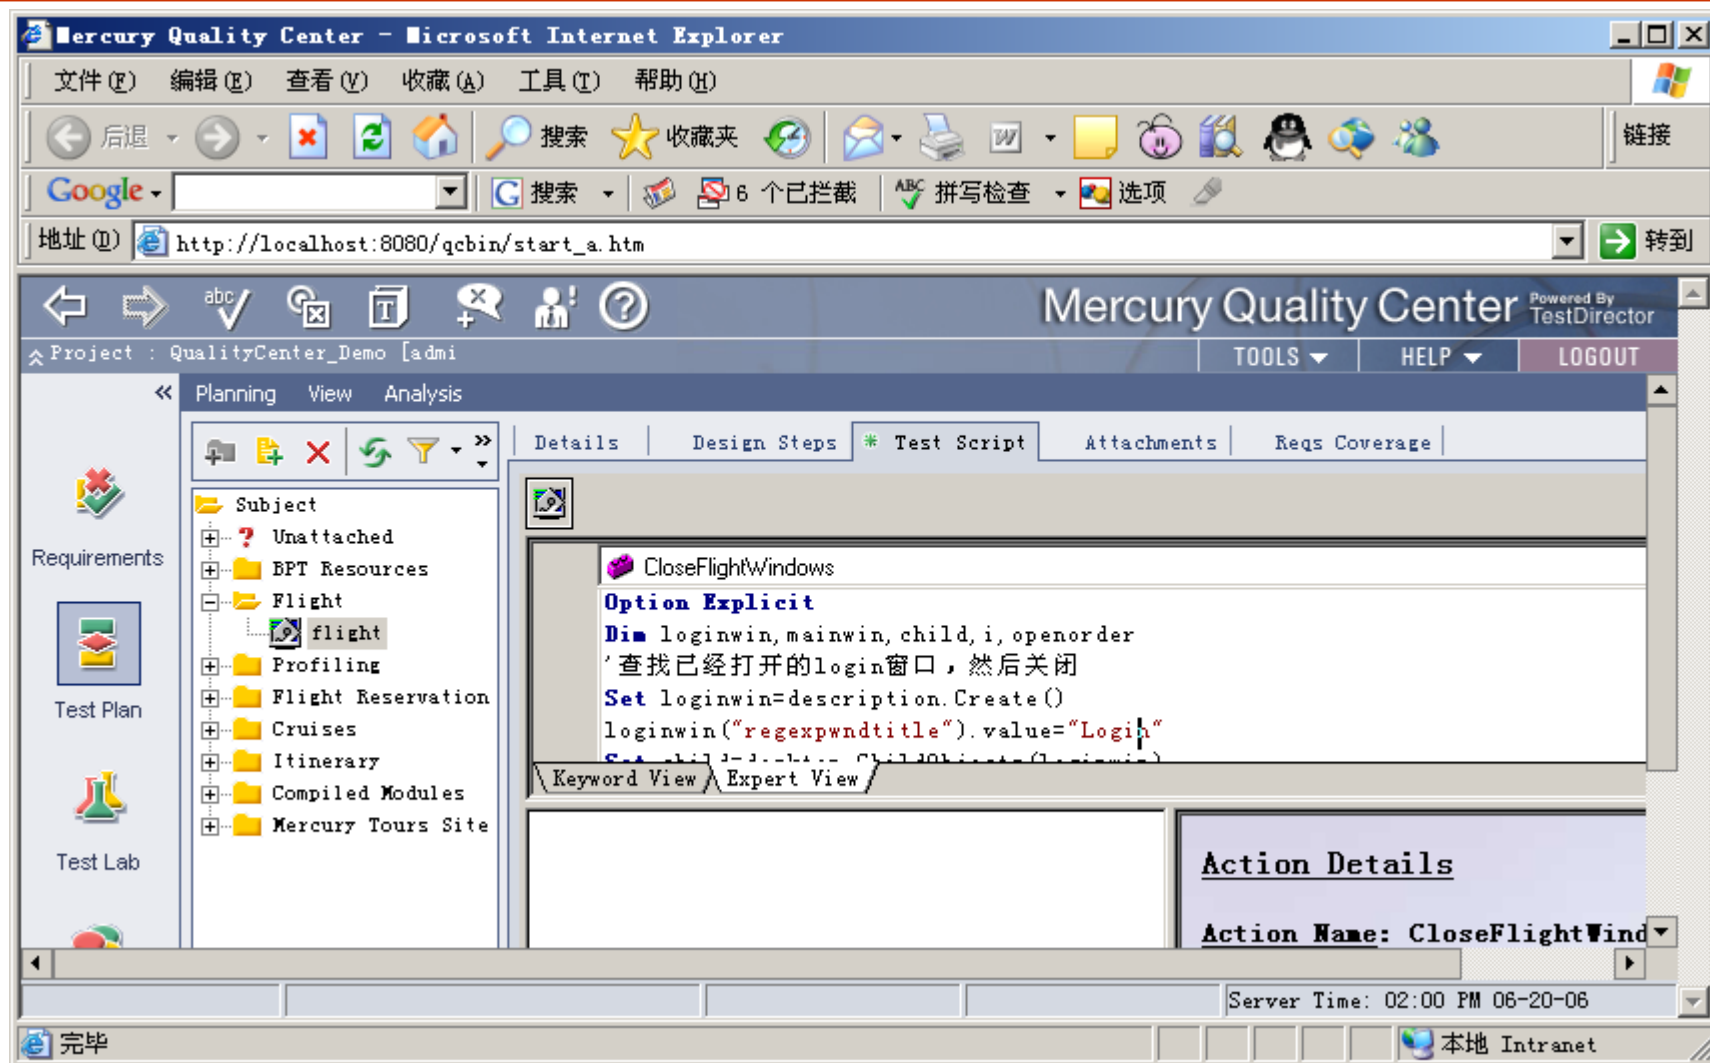 Mercury Quality Center - Microsoft Internet Explorer
文件(F) 编辑(E) 查看(V) 收藏(A) 工具(T) 帮助(H)
后退 搜索 收藏夹 链接
Google 搜索 6 个已拦截 ABC 拼写检查 选项
地址(D) http://localhost:8080/qcbin/start_a.htm 转到
abc T Mercury Quality Center Powered By TestDirector
Project : QualityCenter_Demo [admi TOOLS HELP LOGOUT
Planning View Analysis
Details Design Steps * Test Script Attachments Reqs Coverage
Requirements
Test Plan
Test Lab
Subject
Unattached
BPT Resources
Flight
flight
Profiling
Flight Reservation
Cruises
Itinerary
Compiled Modules
Mercury Tours Site
CloseFlightWindows
Option Explicit
Dim loginwin,mainwin,child,i,openorder
'查找已经打开的login窗口，然后关闭
Set loginwin=description.Create()
loginwin("regexpwndtitle").value="Login"
Keyword View Expert View
Action Details
Action Name: CloseFlightWind
Server Time: 02:00 PM 06-20-06
完毕 本地 Intranet